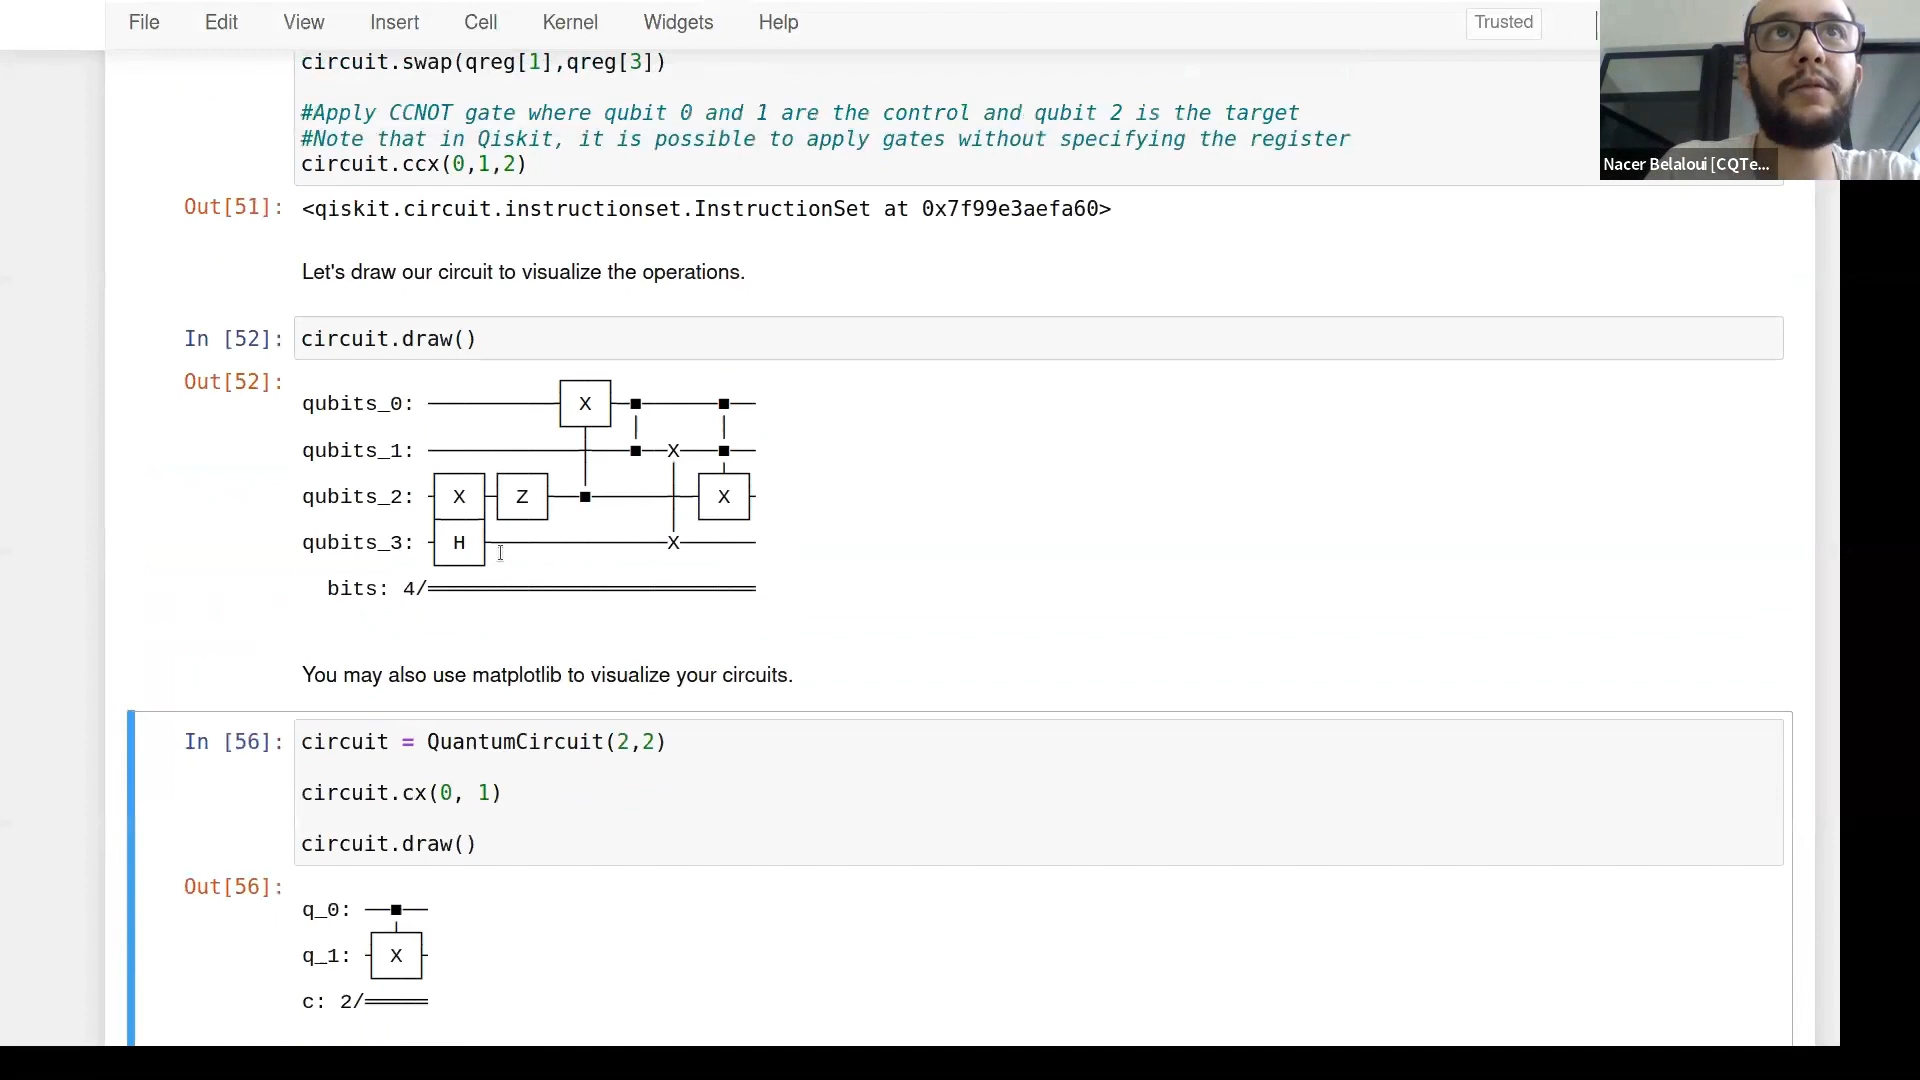 File Edit View Insert Cell Kernel Widgets Help Trusted
circuit.swap(qreg[1],qreg[3])
#Apply CCNOT gate where qubit 0 and 1 are the control and qubit 2 is the target
#Note that in Qiskit, it is possible to apply gates without specifying the register
circuit.ccx(0,1,2)
Nacer Belaloui [CQTe...
Out[51]: <qiskit.circuit.instructionset.InstructionSet at 0x7f99e3aefa60>
Let's draw our circuit to visualize the operations.
In [52]: circuit.draw()
Out[52]:
qubits_0: X
qubits_1: X
qubits_2: X Z X
qubits_3: H X
bits: 4/
You may also use matplotlib to visualize your circuits.
In [56]: circuit = QuantumCircuit(2,2)
circuit.cx(0, 1)
circuit.draw()
Out[56]:
q_0:
q_1: X
c: 2/